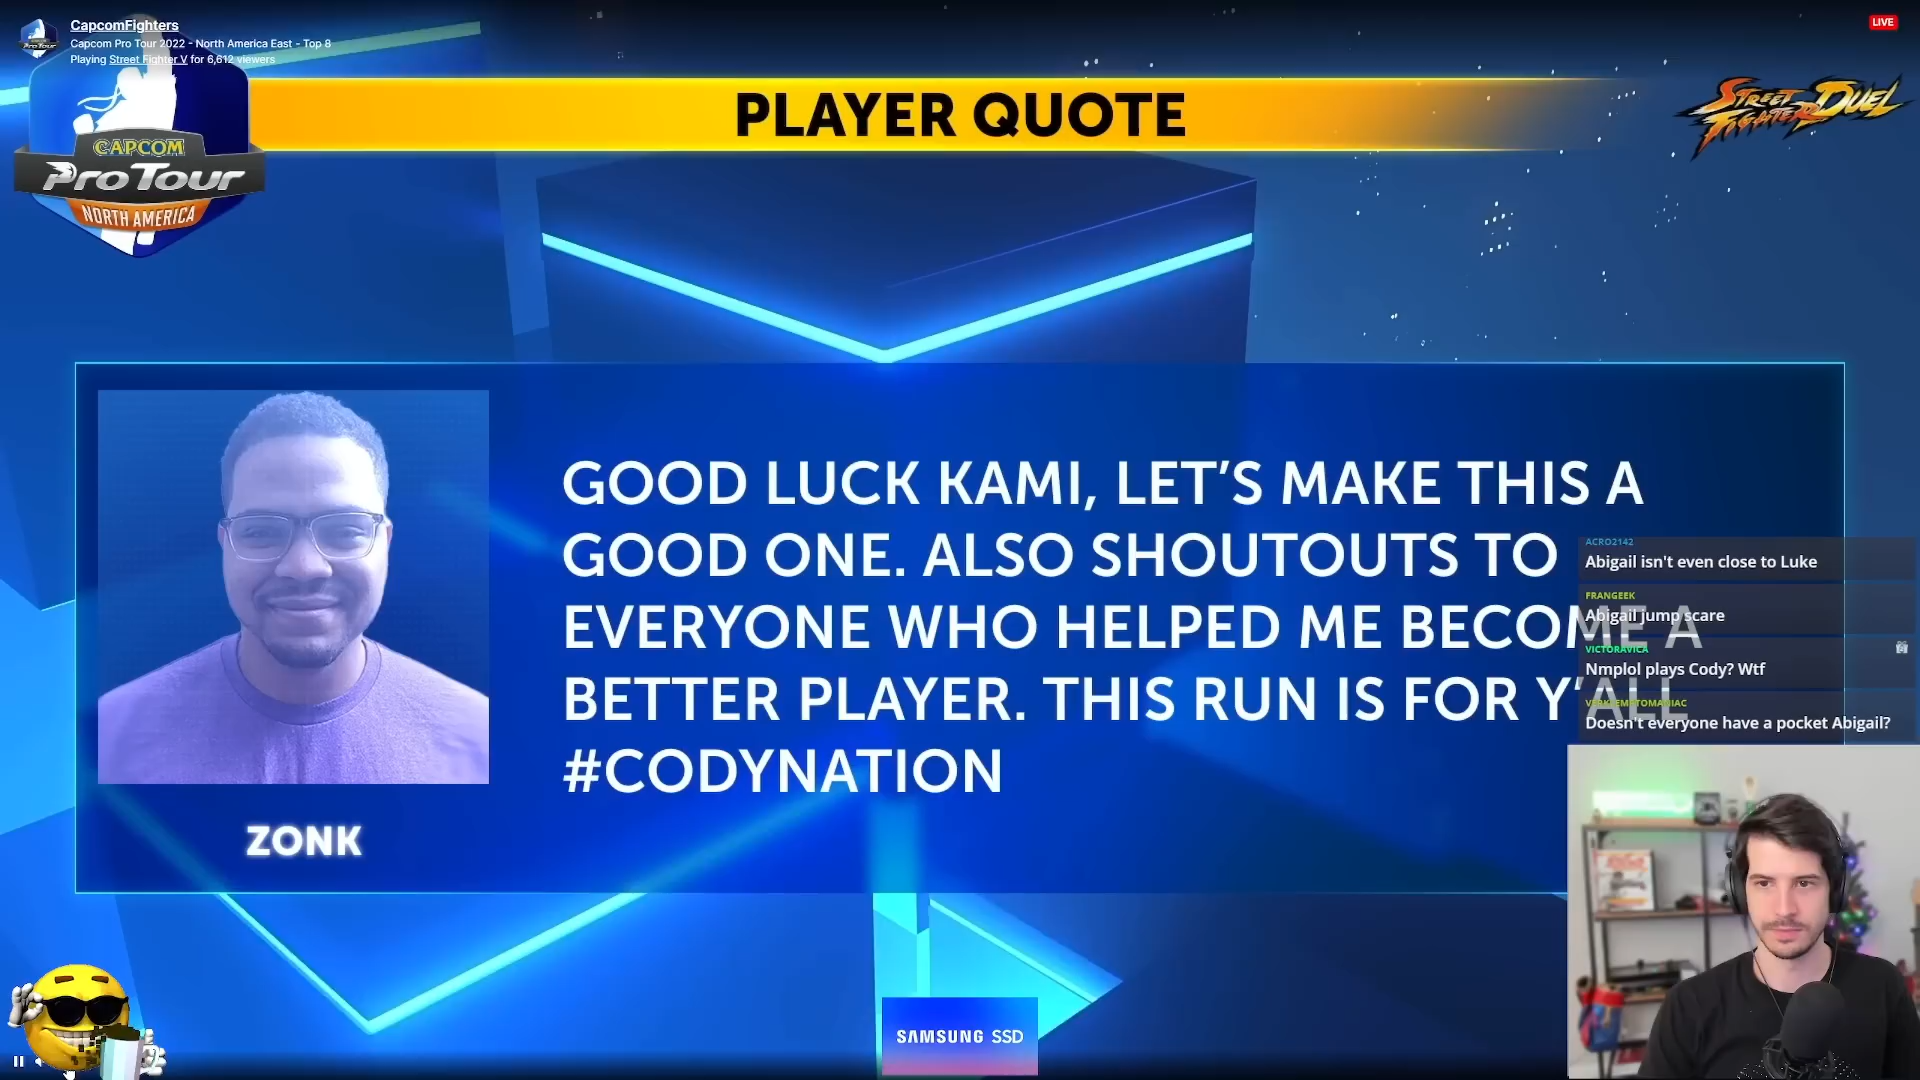 CapcomFighters
Capcom Pro Tour 2022 - North America East - Top 8
Playing Street Fighter V for 6,612 viewers
LIVE
CAPCOM
Pro Tour
NORTH AMERICA
PLAYER QUOTE
STREET FIGHTER DUEL
GOOD LUCK KAMI, LET'S MAKE THIS A
GOOD ONE. ALSO SHOUTOUTS TO
EVERYONE WHO HELPED ME BECOME A
BETTER PLAYER. THIS RUN IS FOR Y'ALL
#CODYNATION
ZONK
ACRO2142
Abigail isn't even close to Luke
FRANGEEK
Abigail jump scare
VICTORAVICA
Nmplol plays Cody? Wtf
Doesn't everyone have a pocket Abigail?
SAMSUNG SSD